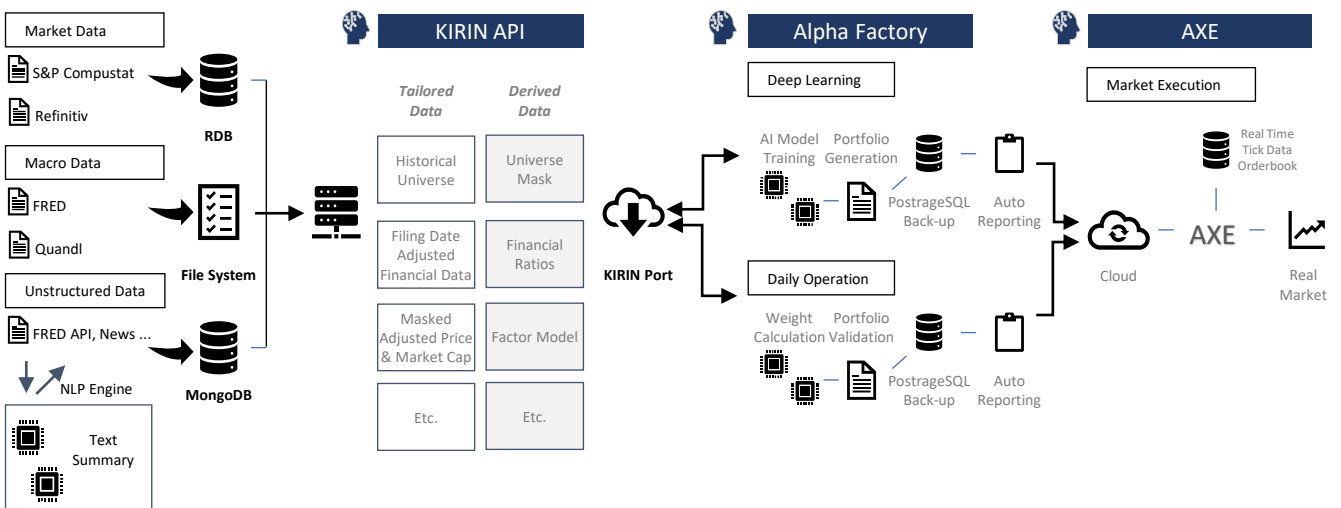 Market Data
S&P Compustat
Refinitiv
RDB
Macro Data
FRED
Quandl
File System
Unstructured Data
FRED API, News ...
NLP Engine
MongoDB
Text
Summary
KIRIN API
Tailored
Data
Derived
Data
Historical
Universe
Universe
Mask
Filing Date
Adjusted
Financial Data
Financial
Ratios
Masked
Adjusted Price
& Market Cap
Factor Model
Etc.
Etc.
KIRIN Port
Alpha Factory
Deep Learning
AI Model
Training
Portfolio
Generation
PostrageSQL
Back-up
Auto
Reporting
Daily Operation
Weight
Calculation
Portfolio
Validation
PostrageSQL
Back-up
Auto
Reporting
AXE
Market Execution
Real Time
Tick Data
Orderbook
Cloud
AXE
Real
Market